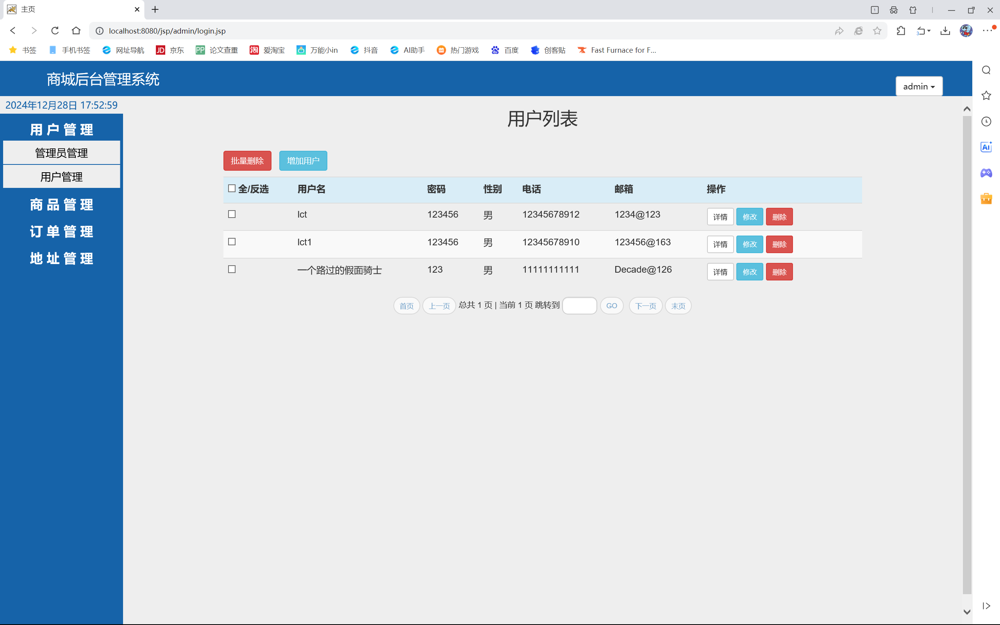 主页
1
localhost:8080/jsp/admin/login.jsp
3
书签 手机书签 网址导航 JD 京东 PP 论文查重 淘 爱淘宝 万能小in 抖音 AI助手 热门游戏 du 百度 创客贴 Fast Furnace for F...
商城后台管理系统
admin
2024年12月28日 17:52:59
用户管理
管理员管理
用户管理
商品管理
订单管理
地址管理
用户列表
批量删除 增加用户
全/反选 用户名 密码 性别 电话 邮箱 操作
lct 123456 男 12345678912 1234@123 详情 修改 删除
lct1 123456 男 12345678910 123456@163 详情 修改 删除
一个路过的假面骑士 123 男 11111111111 Decade@126 详情 修改 删除
首页 上一页 总共 1 页 | 当前 1 页 跳转到 GO 下一页 末页
AI